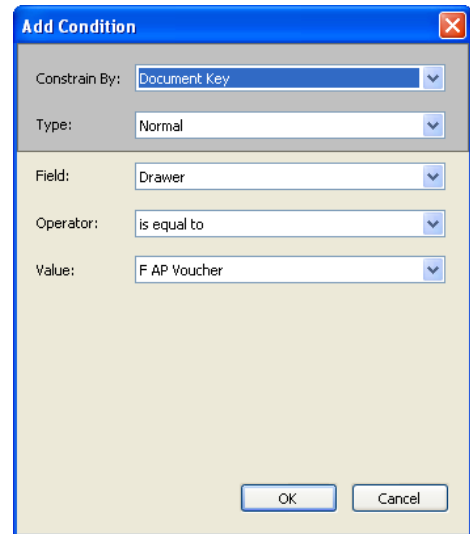 Add Condition
Constrain By: Document Key
Type: Normal
Field: Drawer
Operator: is equal to
Value: F AP Voucher
OK Cancel